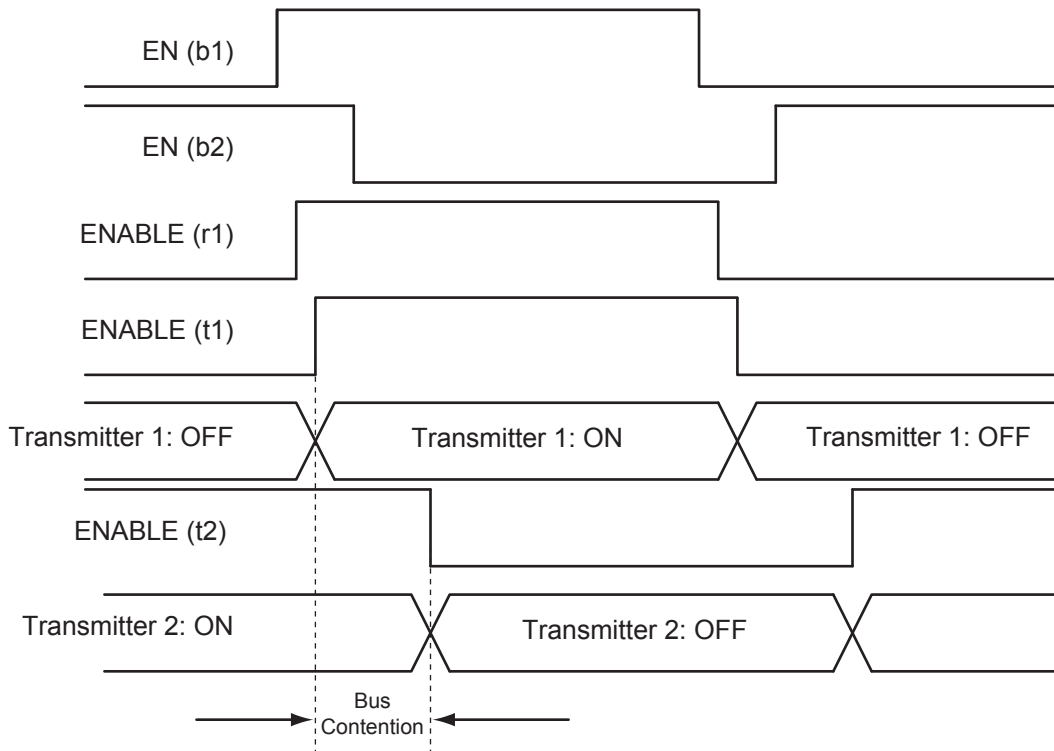 EN (b1)
EN (b2)
ENABLE (r1)
ENABLE (t1)
Transmitter 1: OFF
Transmitter 1: ON
Transmitter 1: OFF
ENABLE (t2)
Transmitter 2: ON
Transmitter 2: OFF
Bus
Contention